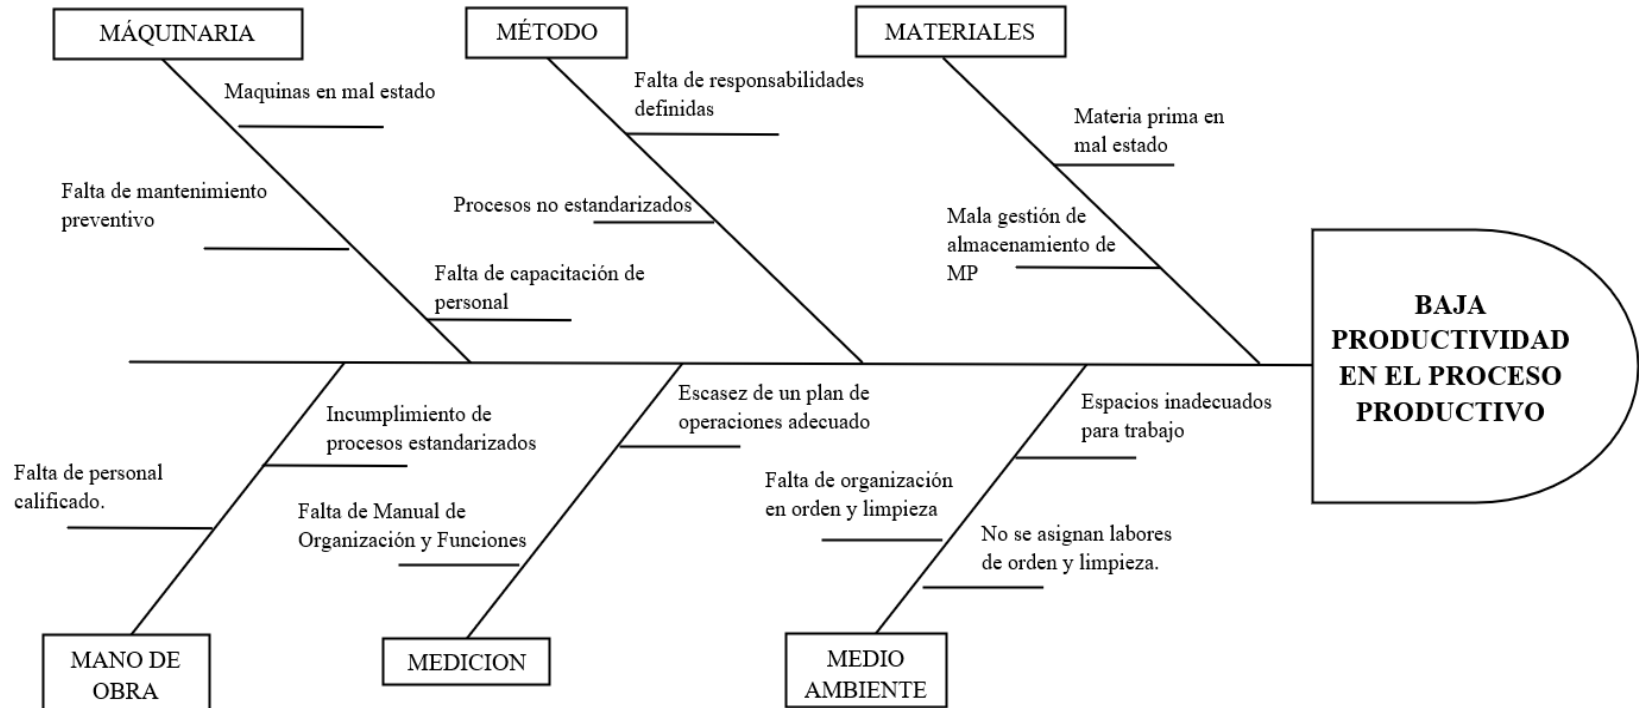 MÁQUINARIA
MÉTODO
MATERIALES
Maquinas en mal estado
Falta de mantenimiento
preventivo
Falta de capacitación de
personal
Falta de responsabilidades
definidas
Procesos no estandarizados
Materia prima en
mal estado
Mala gestión de
almacenamiento de
MP
BAJA
PRODUCTIVIDAD
EN EL PROCESO
PRODUCTIVO
Incumplimiento de
procesos estandarizados
Falta de personal
calificado.
Escasez de un plan de
operaciones adecuado
Falta de Manual de
Organización y Funciones
Espacios inadecuados
para trabajo
Falta de organización
en orden y limpieza
No se asignan labores
de orden y limpieza.
MANO DE
OBRA
MEDICION
MEDIO
AMBIENTE